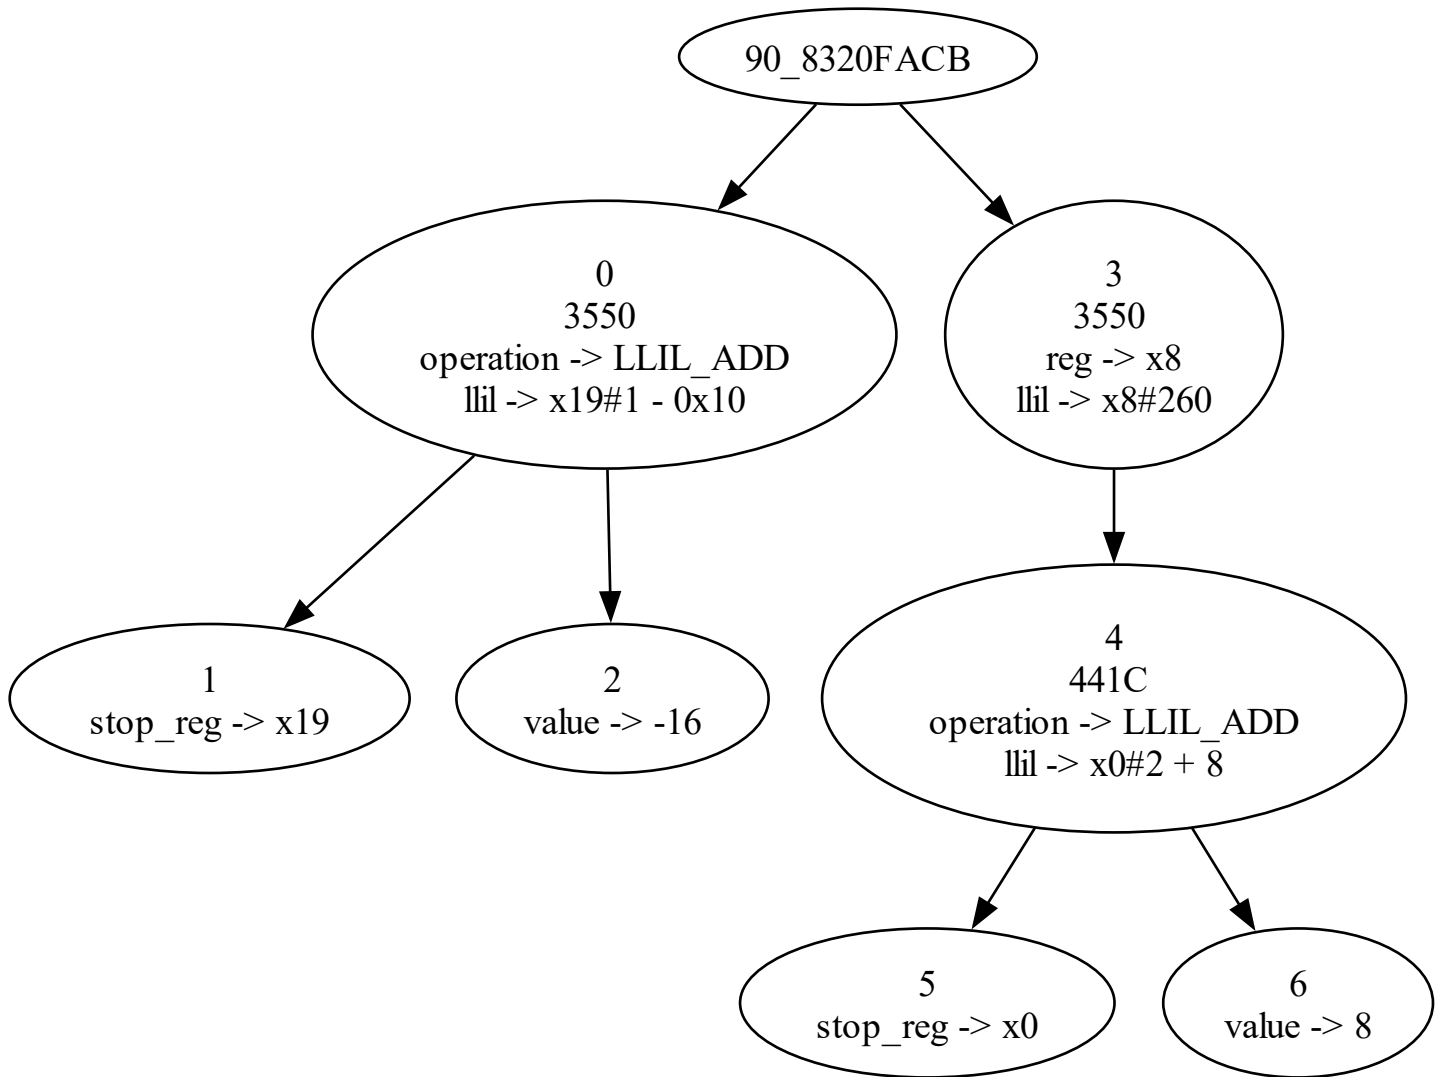 90_8320FACB
0
3550
operation -> LLIL_ADD
llil -> x19#1 - 0x10
3
3550
reg -> x8
llil -> x8#260
1
stop_reg -> x19
2
value -> -16
4
441C
operation -> LLIL_ADD
llil -> x0#2 + 8
5
stop_reg -> x0
6
value -> 8